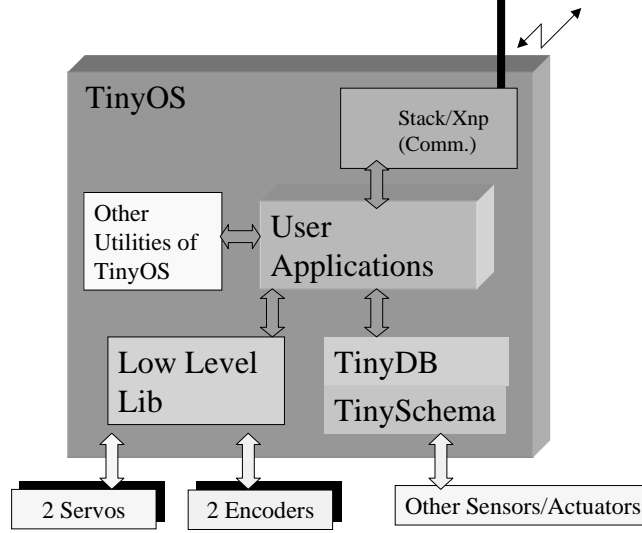 TinyOS
Stack/Xnp
(Comm.)
Other
Utilities of
TinyOS
User
Applications
Low Level
Lib
TinyDB
TinySchema
2 Servos
2 Encoders
Other Sensors/Actuators